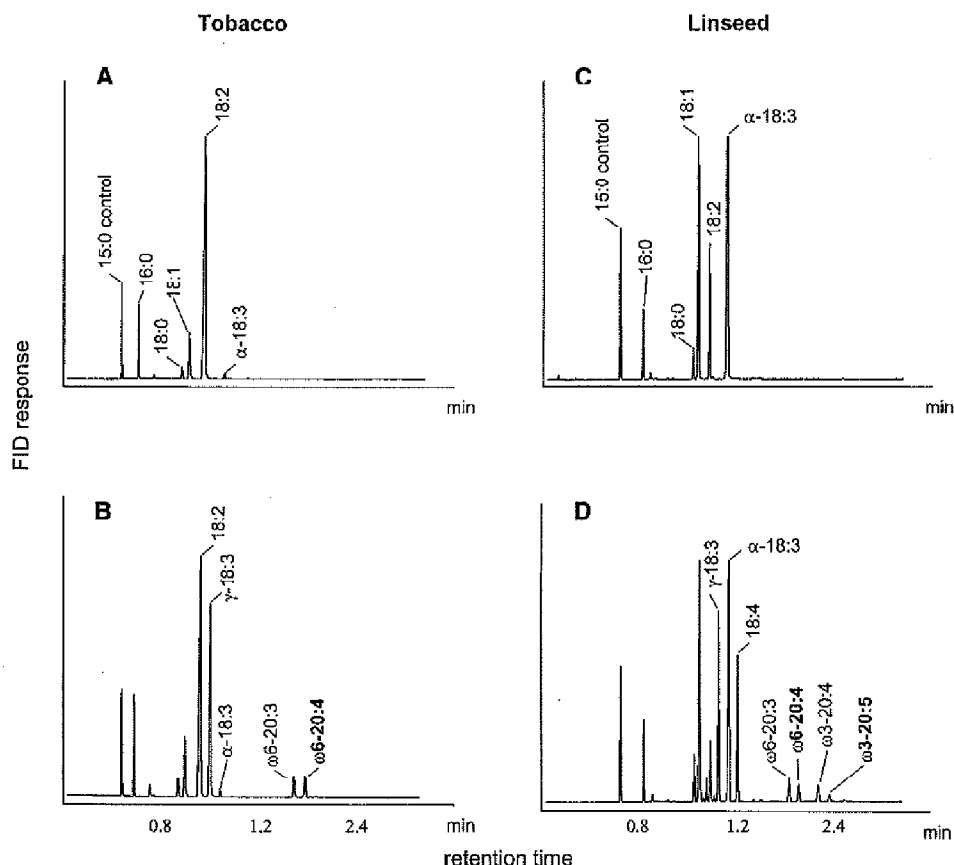 Tobacco
Linseed
A
15:0 control
16:0
18:0
18:1
18:2
α-18:3
min
C
15:0 control
16:0
18:0
18:1
18:2
α-18:3
min
FID response
B
18:2
γ-18:3
α-18:3
ω6-20:3
ω6-20:4
0.8 1.2 2.4 min
D
γ-18:3
α-18:3
18:4
ω6-20:3
ω6-20:4
ω3-20:4
ω3-20:5
0.8 1.2 2.4 min
retention time